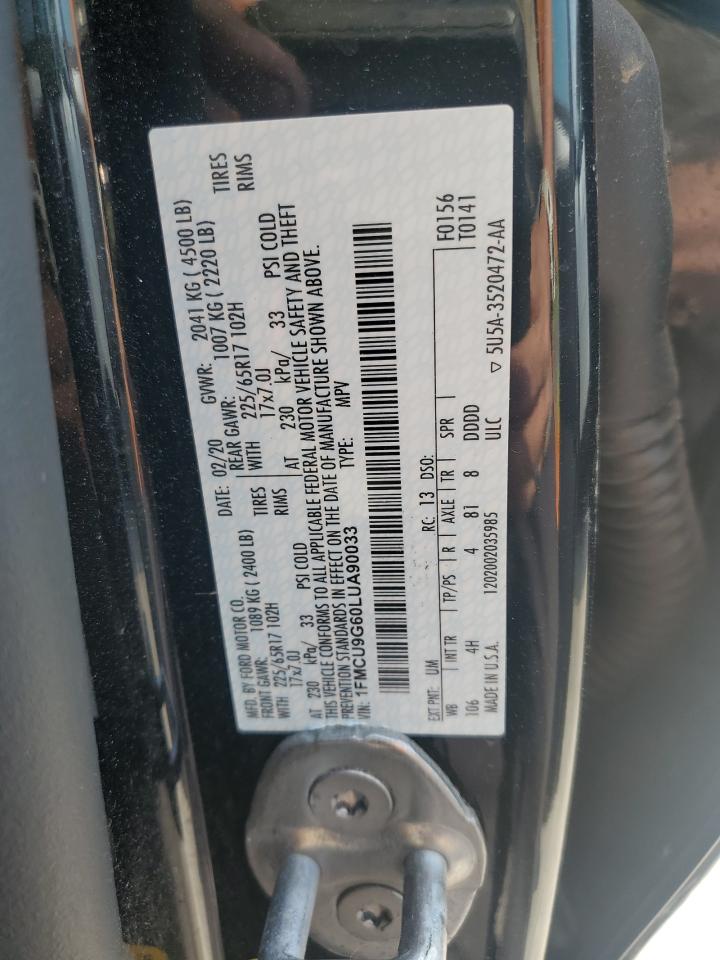 MFD. BY FORD MOTOR CO. DATE: 02/20 GVWR: 2041 KG ( 4500 LB)
FRONT GAWR: 1089 KG ( 2400 LB) REAR GAWR: 1007 KG ( 2220 LB)
WITH 225/65R17 102H TIRES WITH 225/65R17 102H TIRES
17x7.0J RIMS 17x7.0J RIMS
AT 230 kPa/ 33 PSI COLD AT 230 kPa/ 33 PSI COLD
THIS VEHICLE CONFORMS TO ALL APPLICABLE FEDERAL MOTOR VEHICLE SAFETY AND THEFT
PREVENTION STANDARDS IN EFFECT ON THE DATE OF MANUFACTURE SHOWN ABOVE.
VIN: 1FMCU9G60LUA90033 TYPE: MPV
EXT PNT: UM RC: 13 DSO: F0156
WB INT TR TP/PS R AXLE TR SPR T0141
106 4H 4 81 8 DDDD
MADE IN U.S.A. 1202002035985 UILC ▽ 5U5A-3520472-AA